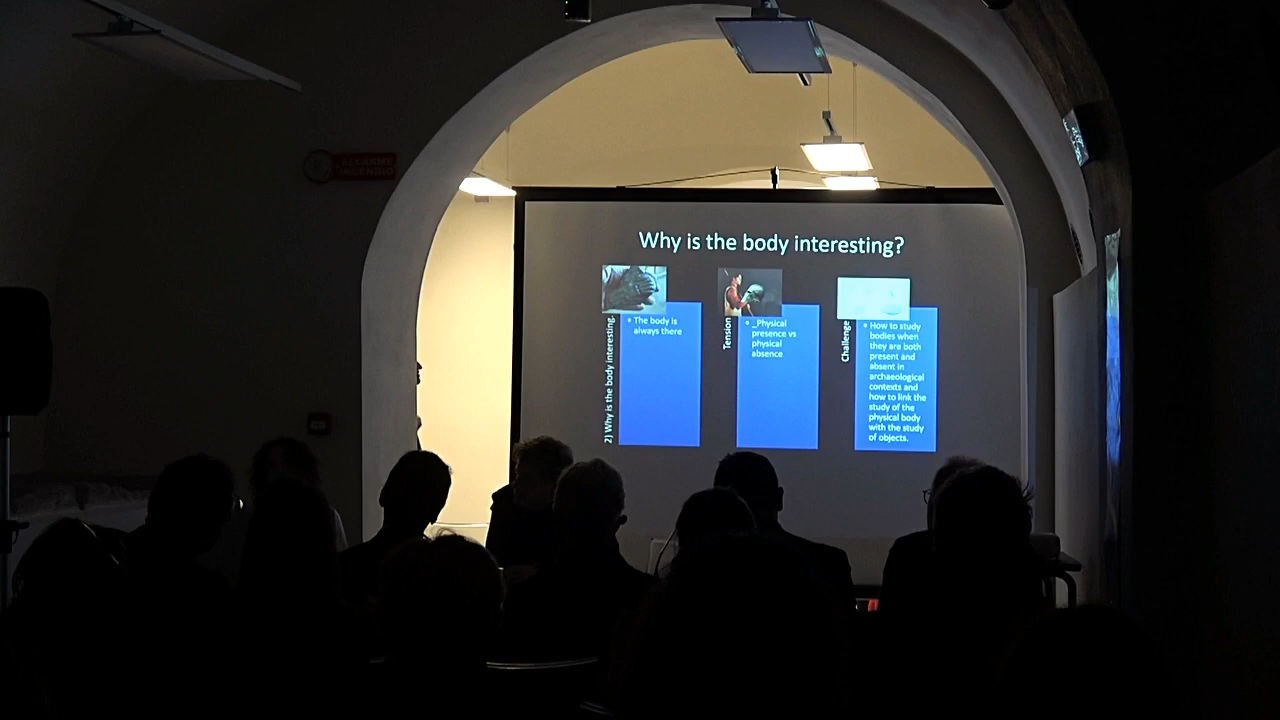 ALLARME
INCENDIO
Why is the body interesting?
2) Why is the body interesting.
• The body is
always there
Tension
• _Physical
presence vs
physical
absence
Challenge
• How to study
bodies when
they are both
present and
absent in
archaeological
contexts and
how to link the
study of the
physical body
with the study
of objects.